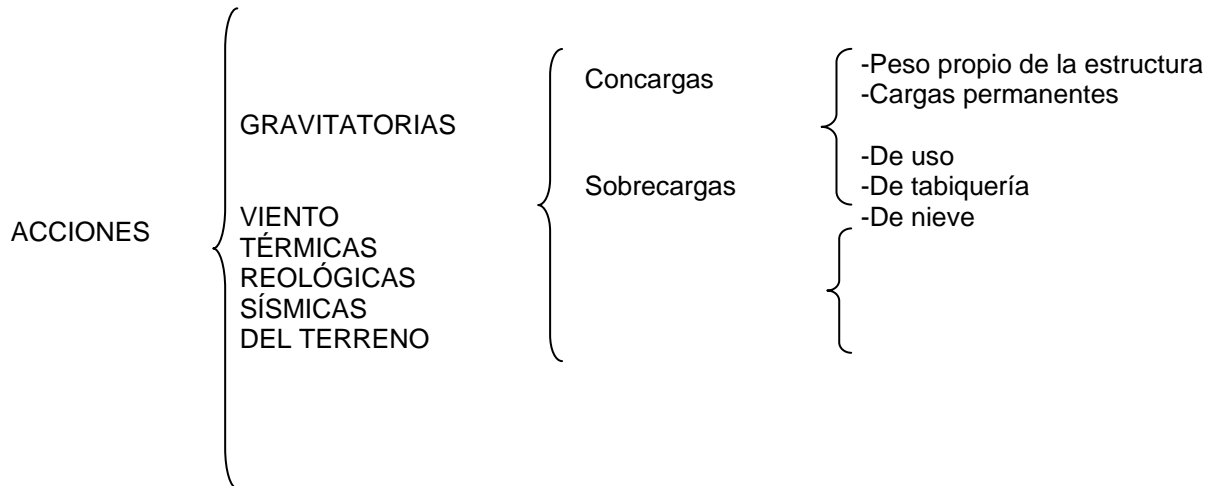 ACCIONES
GRAVITATORIAS
VIENTO
TÉRMICAS
REOLÓGICAS
SÍSMICAS
DEL TERRENO
Concargas
Sobrecargas
-Peso propio de la estructura
-Cargas permanentes
-De uso
-De tabiquería
-De nieve